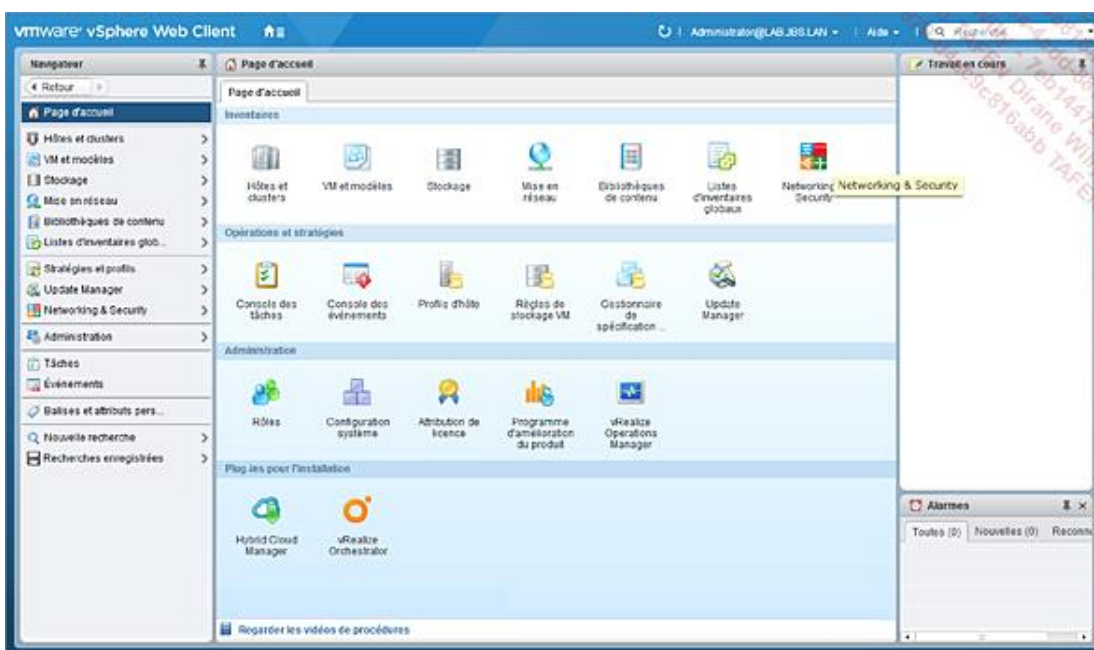 vmware vSphere Web Client
Administrator@LAB.JBS.LAN
Aide
Navigateur
Retour
Page d'accueil
Hôtes et clusters
VM et modèles
Stockage
Mise en réseau
Bibliothèques de contenu
Listes d'inventaires glob...
Stratégies et profils
Update Manager
Networking & Security
Administration
Tâches
Événements
Balises et attributs pers...
Nouvelle recherche
Recherches enregistrées
Page d'accueil
Page d'accueil
Inventaires
Hôtes et clusters
VM et modèles
Stockage
Mise en réseau
Bibliothèques de contenu
Listes d'inventaires globaux
Networking Security
Networking & Security
Opérations et stratégies
Console des tâches
Console des événements
Profils d'hôte
Règles de stockage VM
Gestionnaire de spécification ...
Update Manager
Administration
Rôles
Configuration système
Attribution de licence
Programme d'amélioration du produit
vRealize Operations Manager
Plug-ins pour l'installation
Hybrid Cloud Manager
vRealize Orchestrator
Regarder les vidéos de procédures
Travail en cours
Alarmes
Toutes (0)
Nouvelles (0)
Reconn